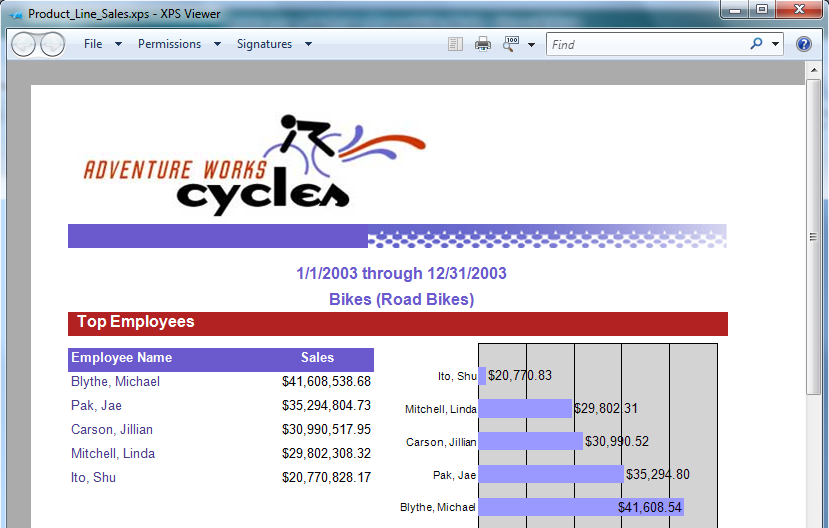 Product_Line_Sales.xps - XPS Viewer
File Permissions Signatures 100 Find
ADVENTURE WORKS
cycles
1/1/2003 through 12/31/2003
Bikes (Road Bikes)
Top Employees
Employee Name Sales
Blythe, Michael $41,608,538.68
Pak, Jae $35,294,804.73
Carson, Jillian $30,990,517.95
Mitchell, Linda $29,802,308.32
Ito, Shu $20,770,828.17
Ito, Shu $20,770.83
Mitchell, Linda $29,802.31
Carson, Jillian $30,990.52
Pak, Jae $35,294.80
Blythe, Michael $41,608.54